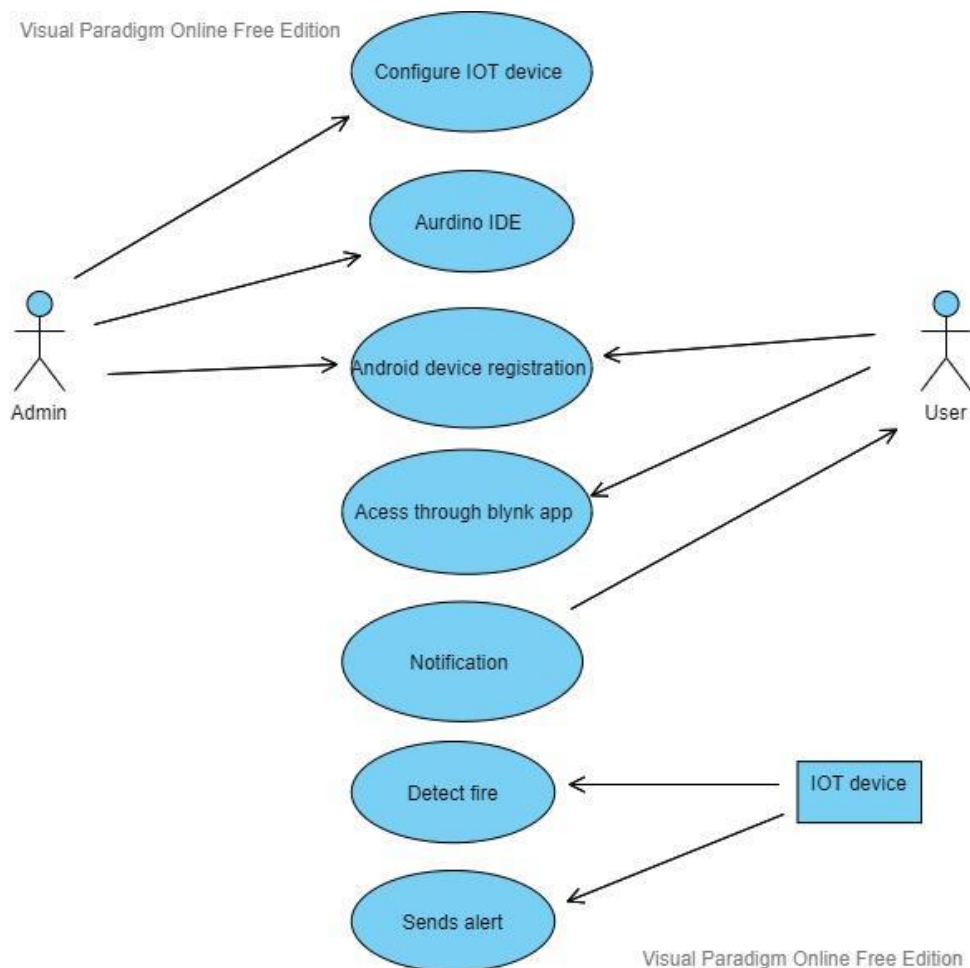 Visual Paradigm Online Free Edition
Configure IOT device
Aurdino IDE
Android device registration
Admin
User
Acess through blynk app
Notification
Detect fire
IOT device
Sends alert
Visual Paradigm Online Free Edition